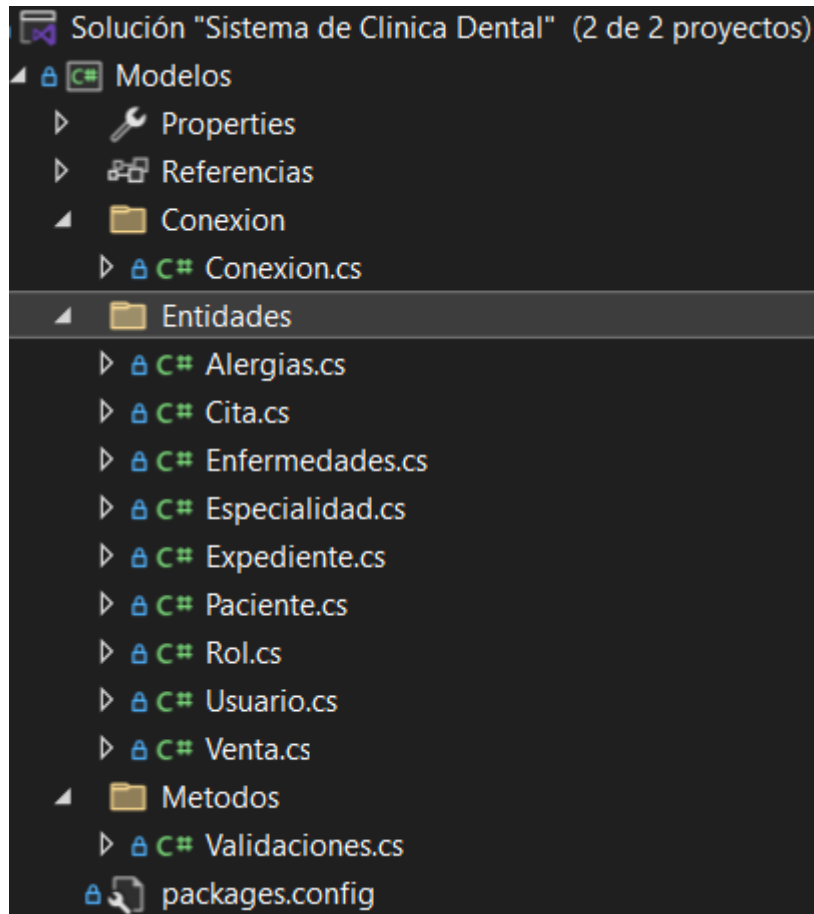 Solución "Sistema de Clinica Dental" (2 de 2 proyectos)
C# Modelos
Properties
Referencias
Conexion
C# Conexion.cs
Entidades
C# Alergias.cs
C# Cita.cs
C# Enfermedades.cs
C# Especialidad.cs
C# Expediente.cs
C# Paciente.cs
C# Rol.cs
C# Usuario.cs
C# Venta.cs
Metodos
C# Validaciones.cs
packages.config